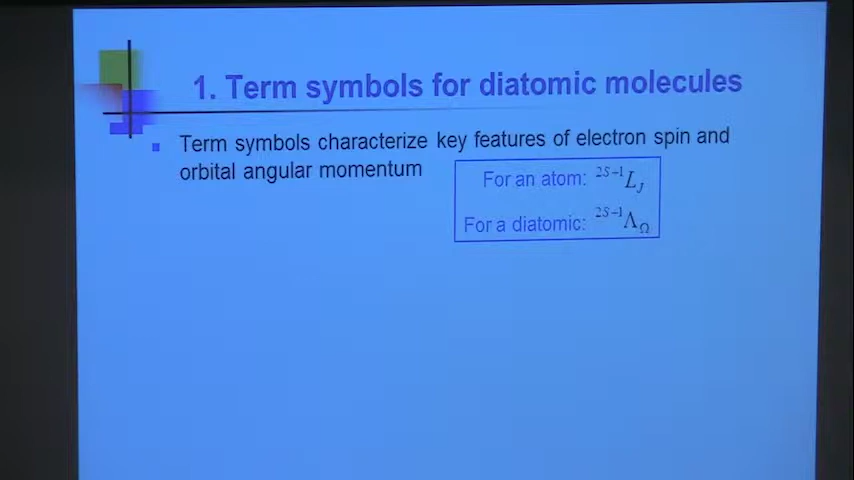 1. Term symbols for diatomic molecules
Term symbols characterize key features of electron spin and
orbital angular momentum
For an atom: ²ˢ⁻¹L_J
For a diatomic: ²ˢ⁻¹Λ_Ω